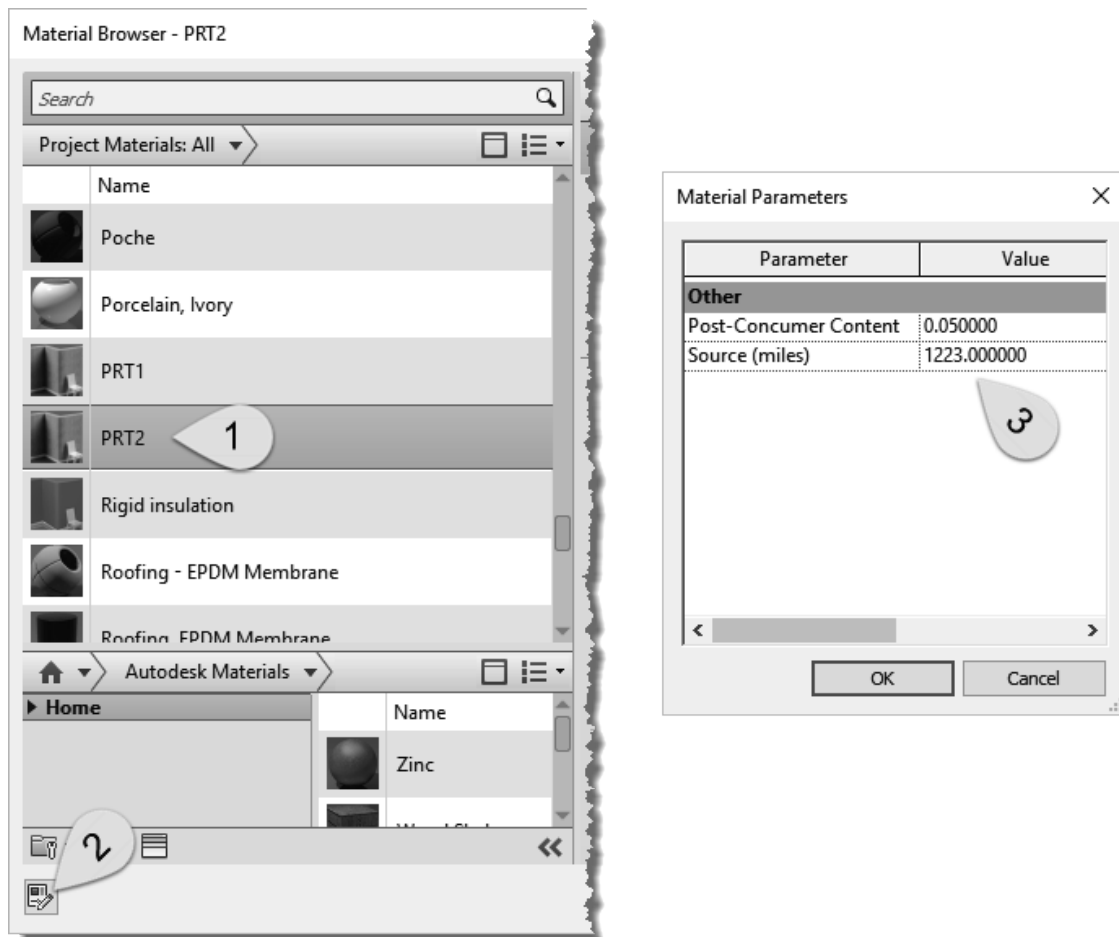 Material Browser - PRT2
Search
Project Materials: All
Name
Poche
Porcelain, Ivory
PRT1
PRT2
1
Rigid insulation
Roofing - EPDM Membrane
Roofing, EPDM Membrane
Autodesk Materials
Home
Name
Zinc
2
Material Parameters
Parameter Value
Other
Post-Concumer Content 0.050000
Source (miles) 1223.000000
3
OK Cancel